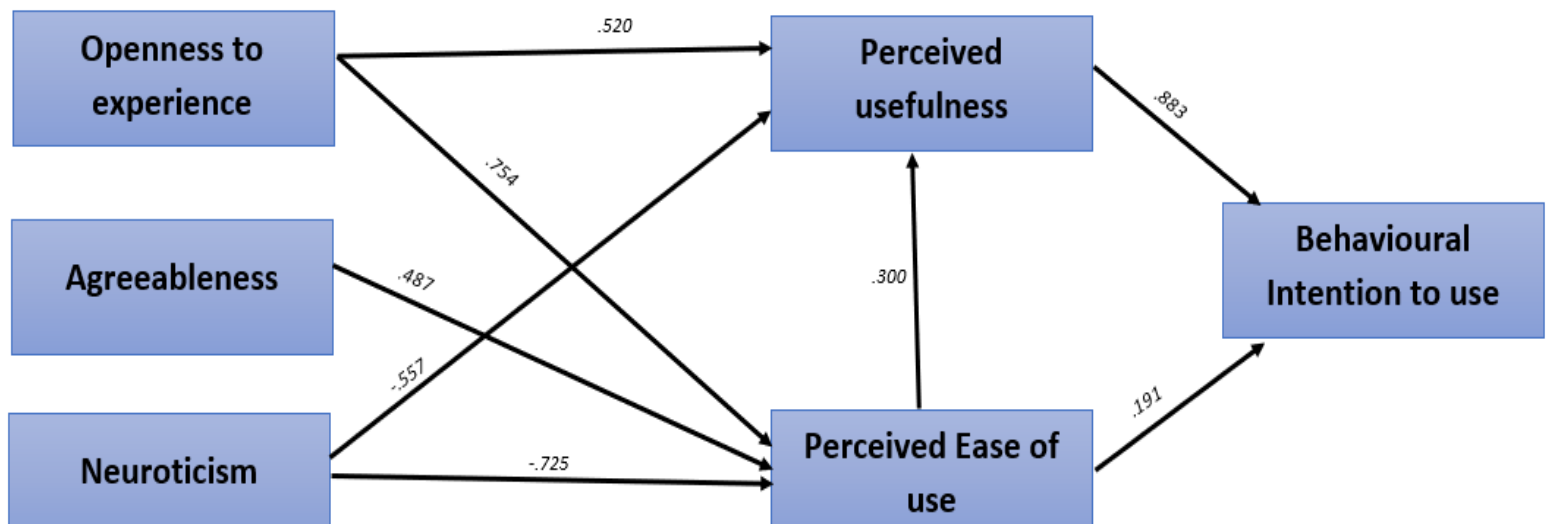 Openness to
experience
.520
Perceived
usefulness
.883
.754
Agreeableness
.487
.300
Behavioural
Intention to use
-.557
Neuroticism
-.725
Perceived Ease of
use
.191